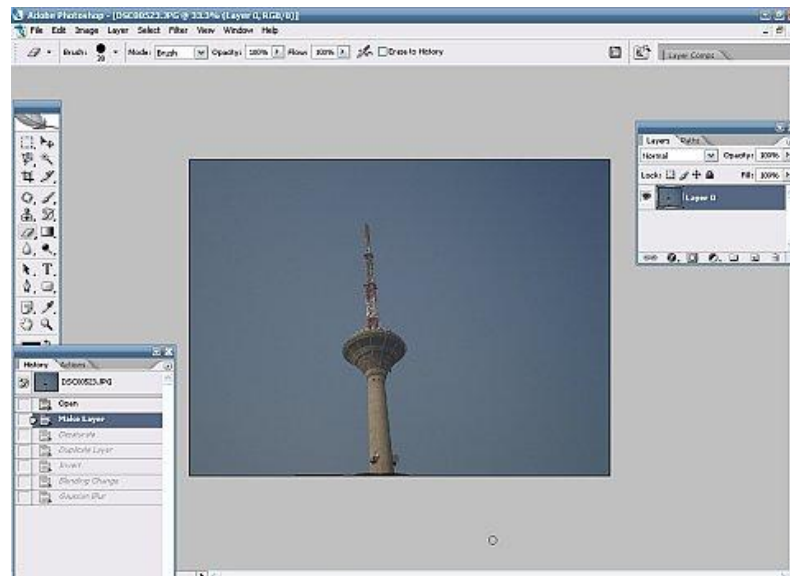 Adobe Photoshop - [DSC00523.JPG @ 33.3% (Layer 0, RGB/8)]
File Edit Image Layer Select Filter View Window Help
Brush: 20 Mode: Brush Opacity: 100% Flow: 100% Erase to History Layer Comps
Layers Paths
Normal Opacity: 100%
Lock: Fill: 100%
Layer 0
History Actions
DSC00523.JPG
Open
Make Layer
Desaturate
Duplicate Layer
Invert
Blending Change
Gaussian Blur